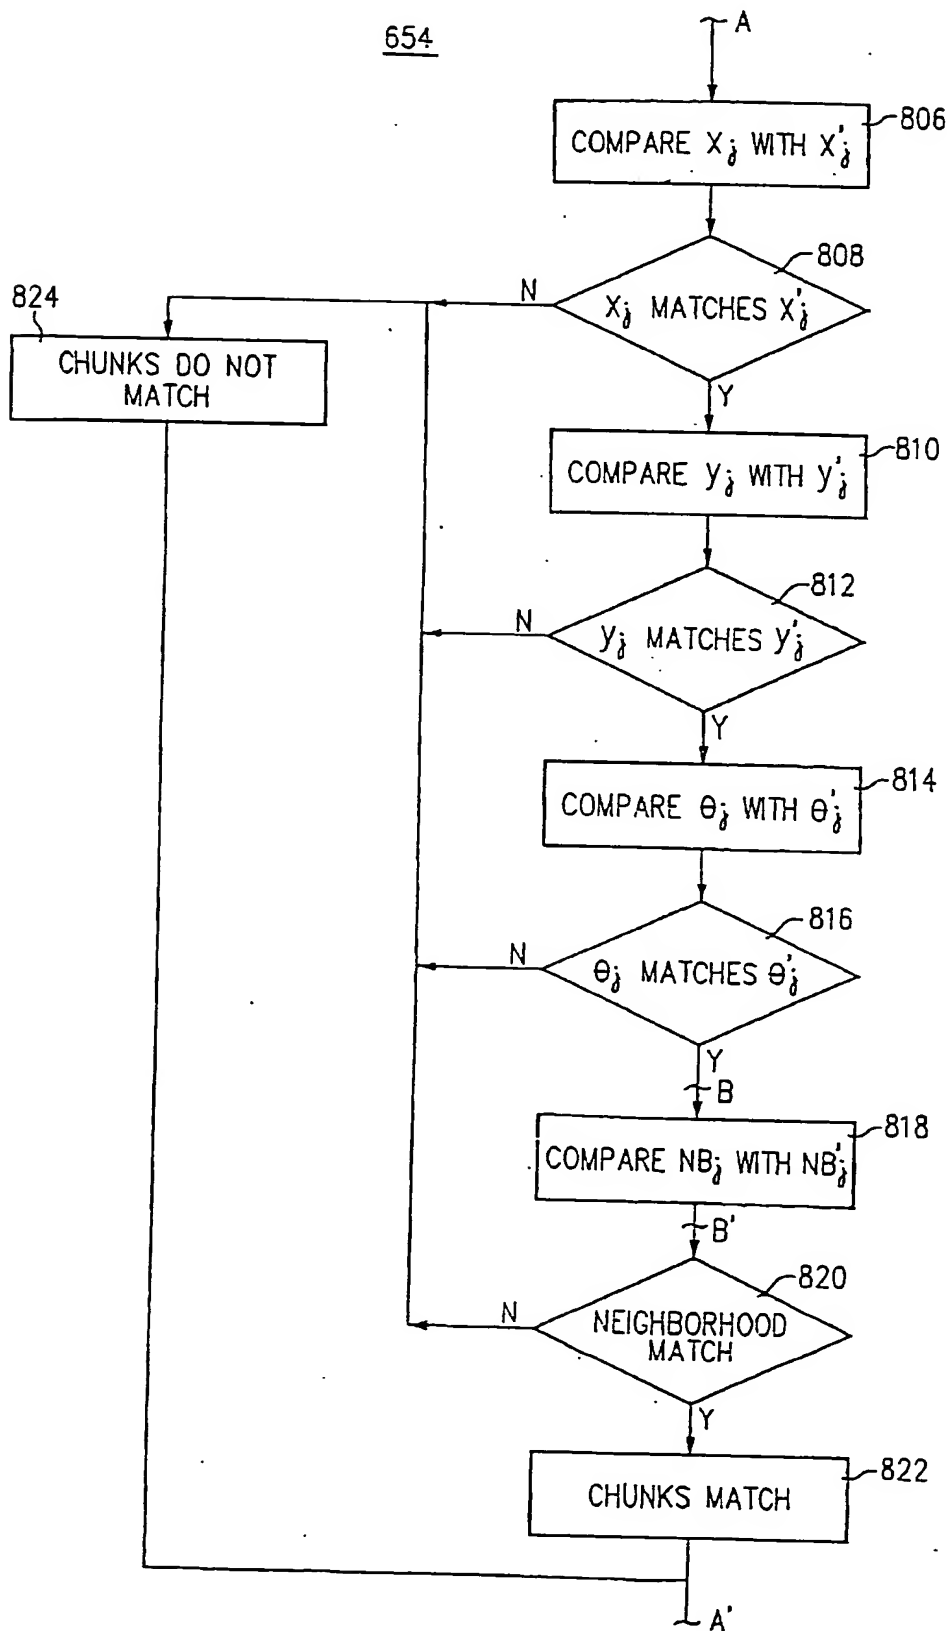 654
A
806
COMPARE Xj WITH X'j
808
Xj MATCHES X'j
N
Y
824
CHUNKS DO NOT
MATCH
810
COMPARE yj WITH y'j
812
yj MATCHES y'j
N
Y
814
COMPARE θj WITH θ'j
816
θj MATCHES θ'j
N
Y
B
818
COMPARE NBj WITH NB'j
B'
820
NEIGHBORHOOD
MATCH
N
Y
822
CHUNKS MATCH
A'